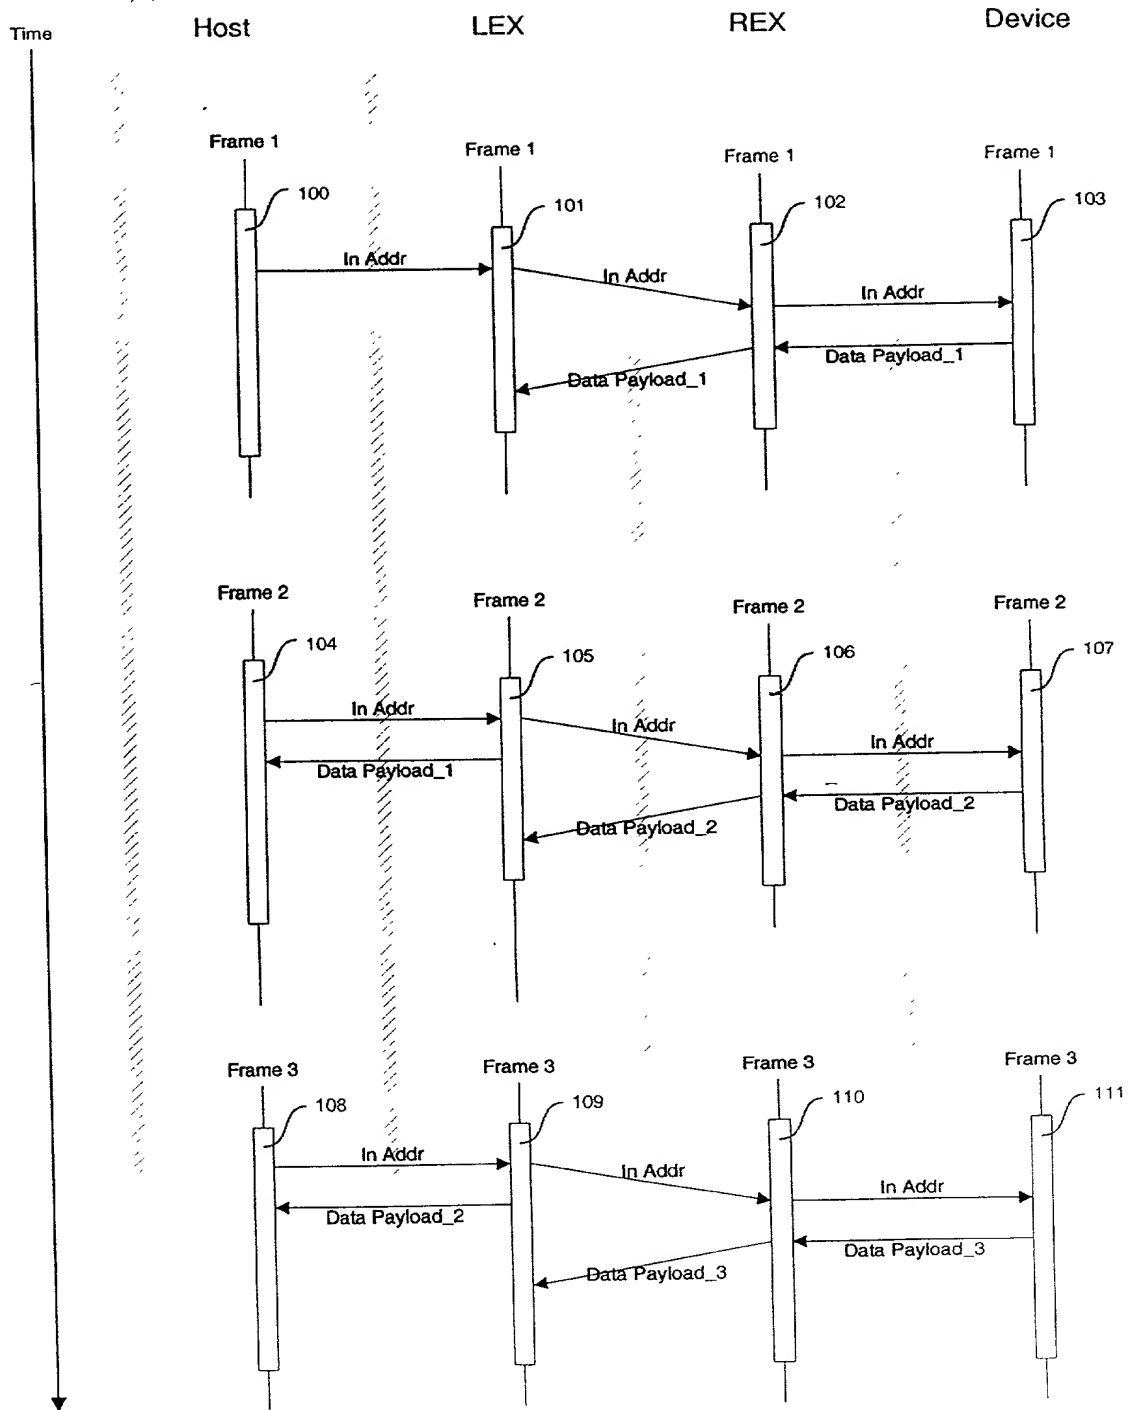 Time
Host
LEX
REX
Device
Frame 1
Frame 1
Frame 1
Frame 1
100
101
102
103
In Addr
In Addr
In Addr
Data Payload_1
Data Payload_1
Frame 2
Frame 2
Frame 2
Frame 2
104
105
106
107
In Addr
In Addr
In Addr
Data Payload_1
Data Payload_2
Data Payload_2
Frame 3
Frame 3
Frame 3
Frame 3
108
109
110
111
In Addr
In Addr
In Addr
Data Payload_2
Data Payload_3
Data Payload_3